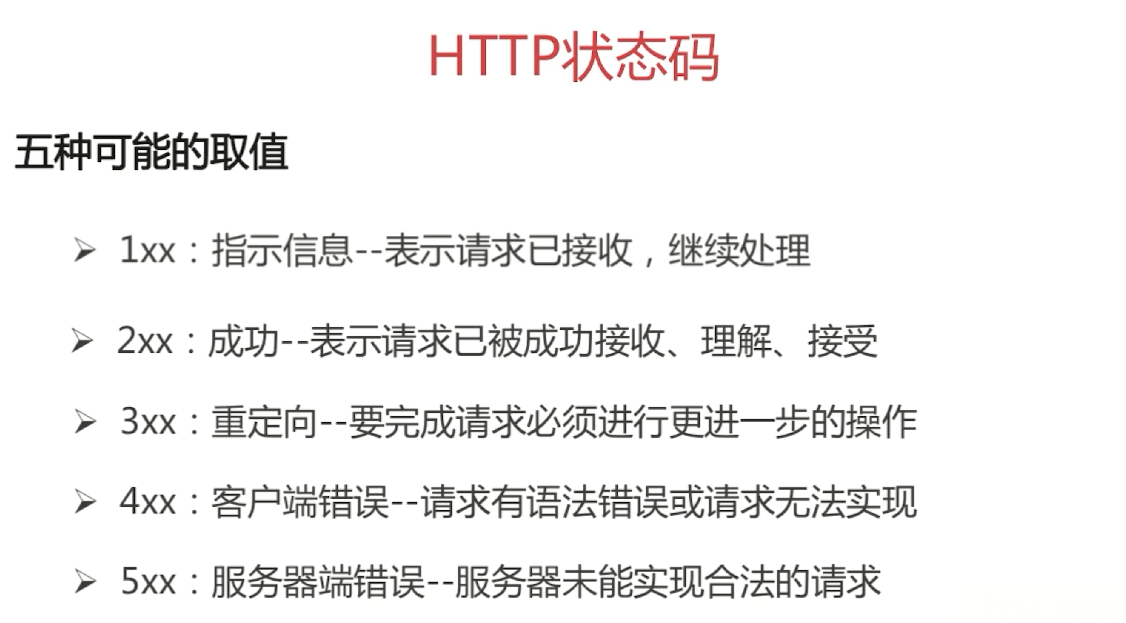 HTTP状态码
五种可能的取值
➢ 1xx：指示信息--表示请求已接收，继续处理
➢ 2xx：成功--表示请求已被成功接收、理解、接受
➢ 3xx：重定向--要完成请求必须进行更进一步的操作
➢ 4xx：客户端错误--请求有语法错误或请求无法实现
➢ 5xx：服务器端错误--服务器未能实现合法的请求